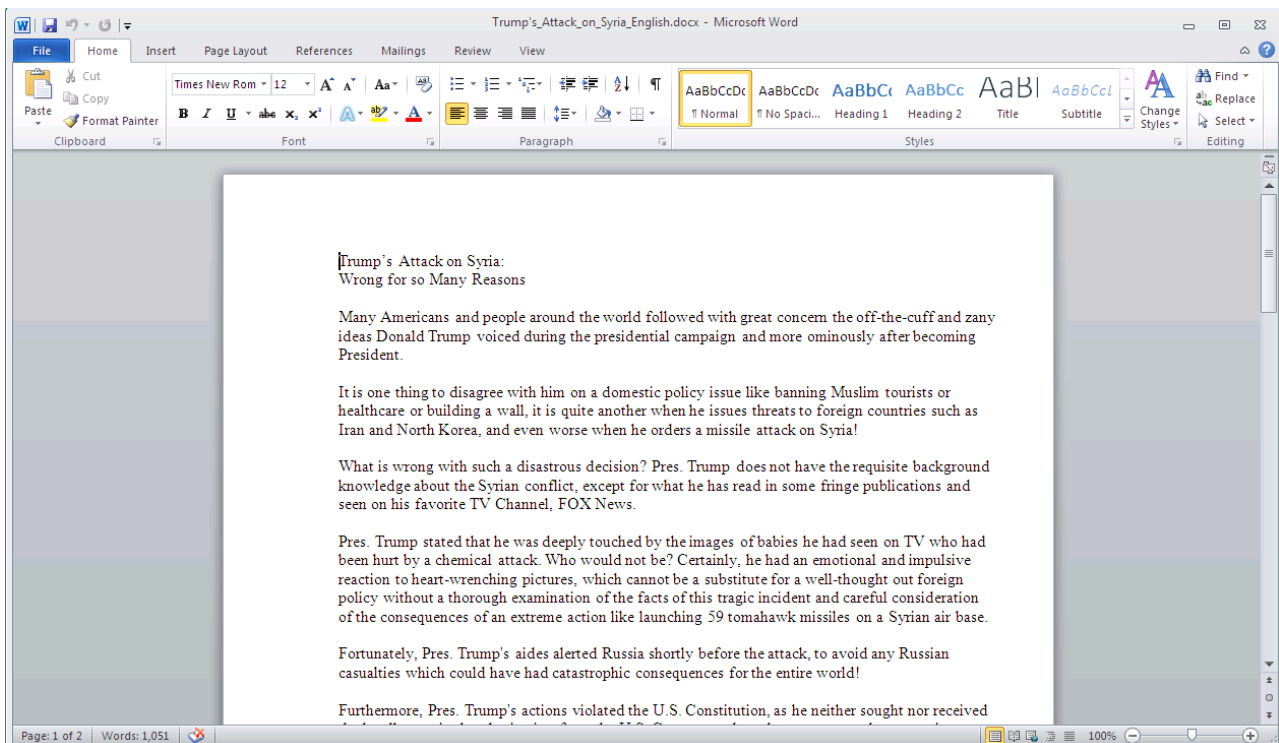 Trump's_Attack_on_Syria_English.docx - Microsoft Word
File Home Insert Page Layout References Mailings Review View
Cut
Copy
Format Painter
Paste
Clipboard
Times New Rom 12
Font
Paragraph
AaBbCcDc AaBbCcDc AaBbCc AaBbCc AaBl AaBbCcL
¶ Normal ¶ No Spaci... Heading 1 Heading 2 Title Subtitle
Change Styles
Styles
Find
Replace
Select
Editing
Trump's Attack on Syria:
Wrong for so Many Reasons
Many Americans and people around the world followed with great concern the off-the-cuff and zany
ideas Donald Trump voiced during the presidential campaign and more ominously after becoming
President.
It is one thing to disagree with him on a domestic policy issue like banning Muslim tourists or
healthcare or building a wall, it is quite another when he issues threats to foreign countries such as
Iran and North Korea, and even worse when he orders a missile attack on Syria!
What is wrong with such a disastrous decision? Pres. Trump does not have the requisite background
knowledge about the Syrian conflict, except for what he has read in some fringe publications and
seen on his favorite TV Channel, FOX News.
Pres. Trump stated that he was deeply touched by the images of babies he had seen on TV who had
been hurt by a chemical attack. Who would not be? Certainly, he had an emotional and impulsive
reaction to heart-wrenching pictures, which cannot be a substitute for a well-thought out foreign
policy without a thorough examination of the facts of this tragic incident and careful consideration
of the consequences of an extreme action like launching 59 tomahawk missiles on a Syrian air base.
Fortunately, Pres. Trump's aides alerted Russia shortly before the attack, to avoid any Russian
casualties which could have had catastrophic consequences for the entire world!
Furthermore, Pres. Trump's actions violated the U.S. Constitution, as he neither sought nor received
Page: 1 of 2 Words: 1,051 100%